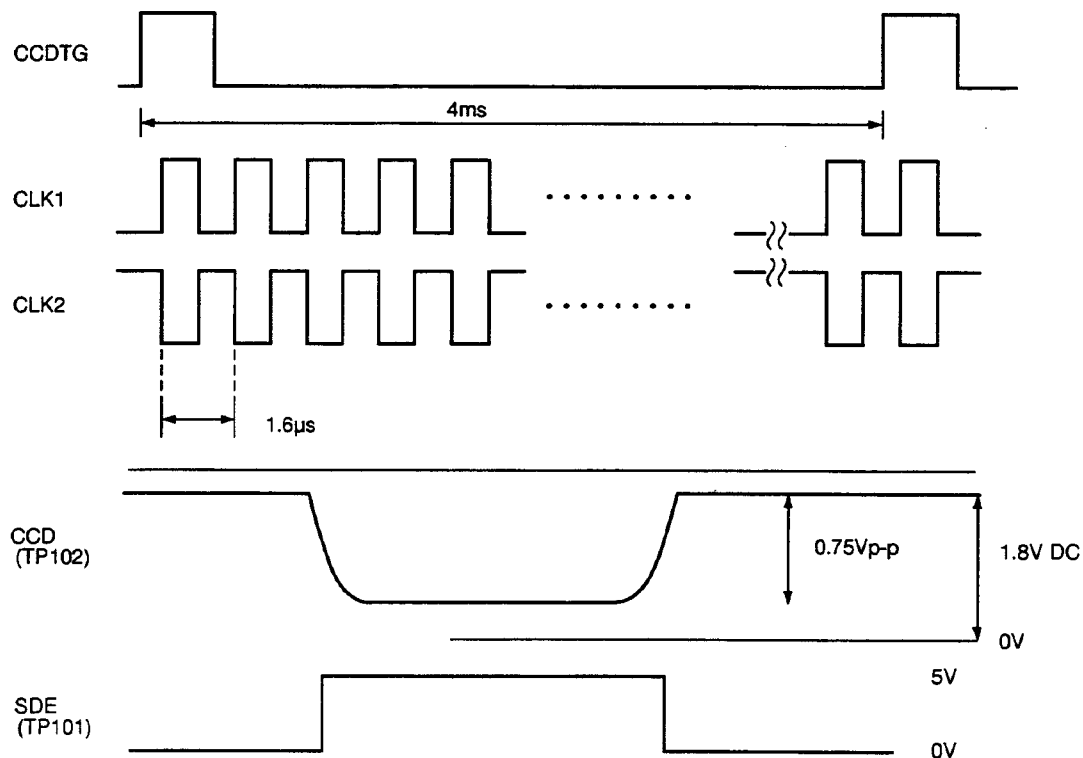 CCDTG
4ms
CLK1
CLK2
1.6µs
CCD
(TP102)
0.75Vp-p
1.8V DC
0V
5V
SDE
(TP101)
0V